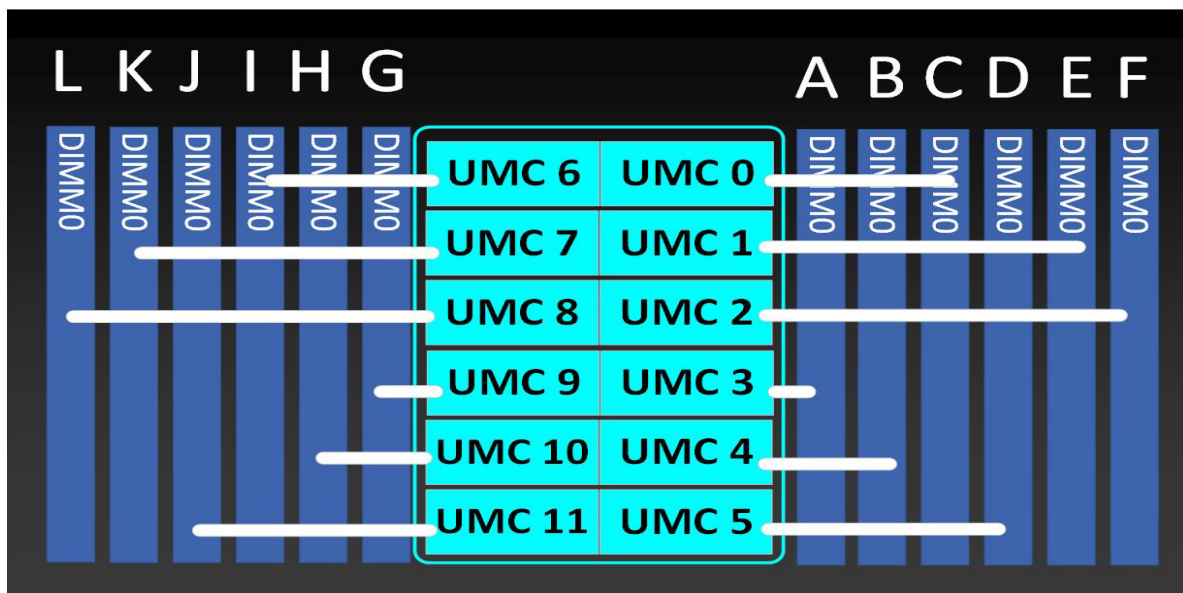 L K J I H G A B C D E F
DIMM0 DIMM0 DIMM0 DIMM0 DIMM0 DIMM0 DIMM0 DIMM0 DIMM0 DIMM0 DIMM0 DIMM0
UMC 6 UMC 0
UMC 7 UMC 1
UMC 8 UMC 2
UMC 9 UMC 3
UMC 10 UMC 4
UMC 11 UMC 5